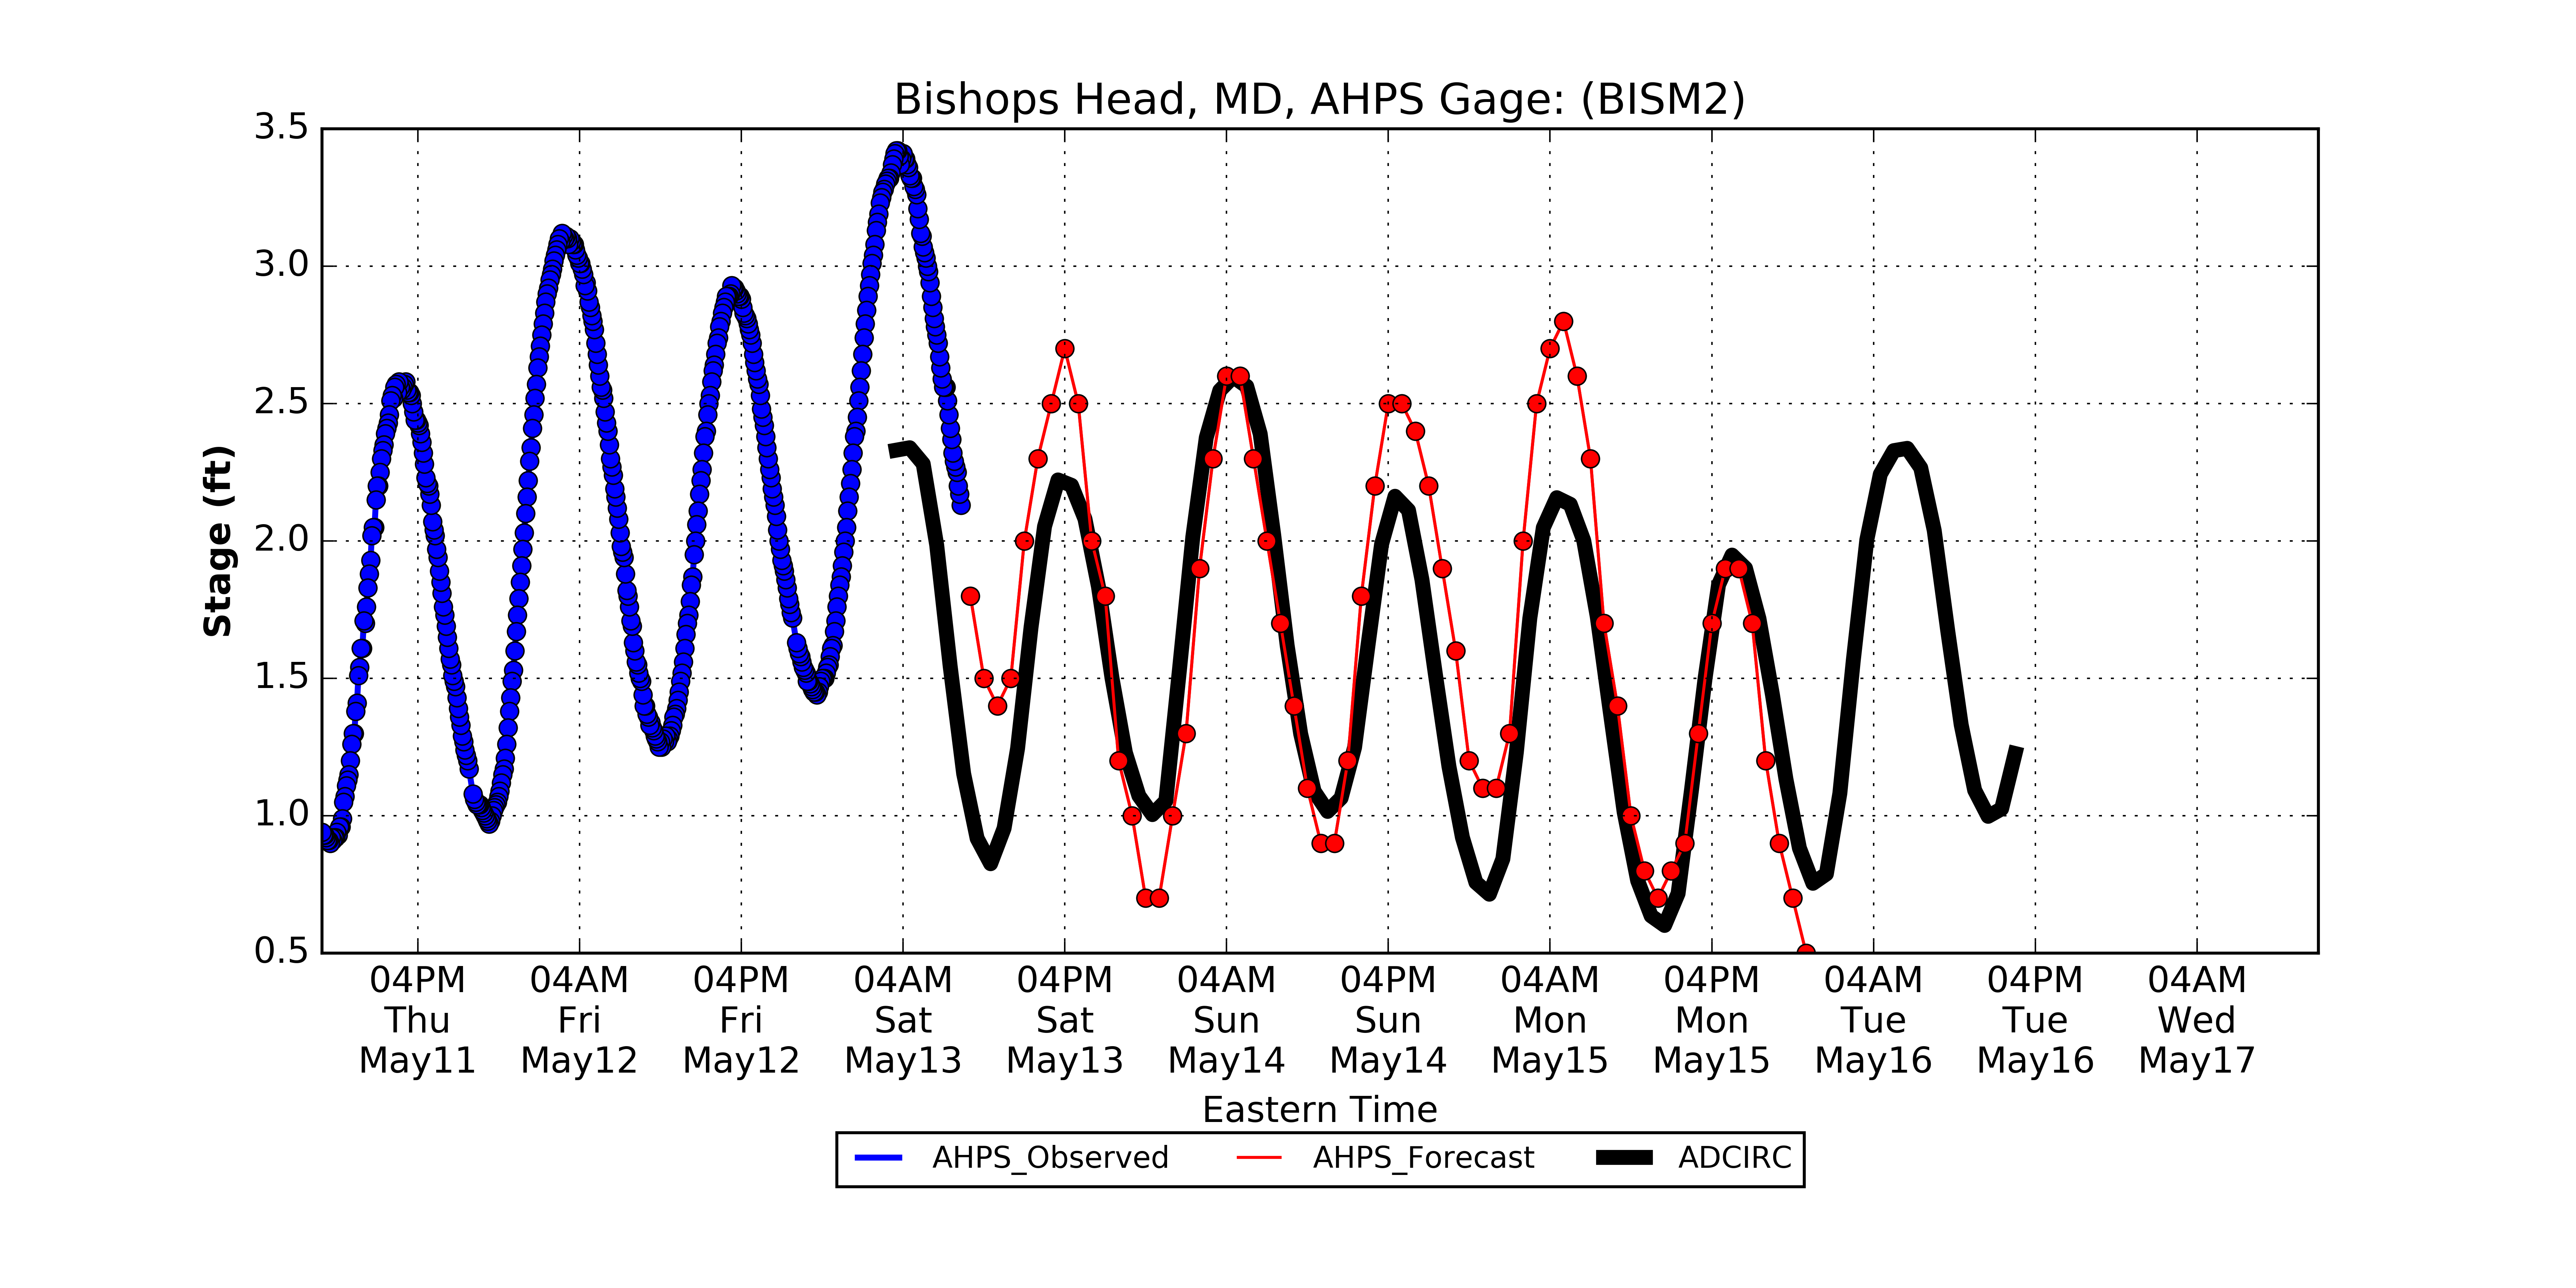 Bishops Head, MD, AHPS Gage: (BISM2)
3.5
3.0
2.5
2.0
1.5
1.0
0.5
Stage (ft)
04PM 04AM 04PM 04AM 04PM 04AM 04PM 04AM 04PM 04AM 04PM 04AM
Thu Fri Fri Sat Sat Sun Sun Mon Mon Tue Tue Wed
May11 May12 May12 May13 May13 May14 May14 May15 May15 May16 May16 May17
Eastern Time
AHPS_Observed AHPS_Forecast ADCIRC